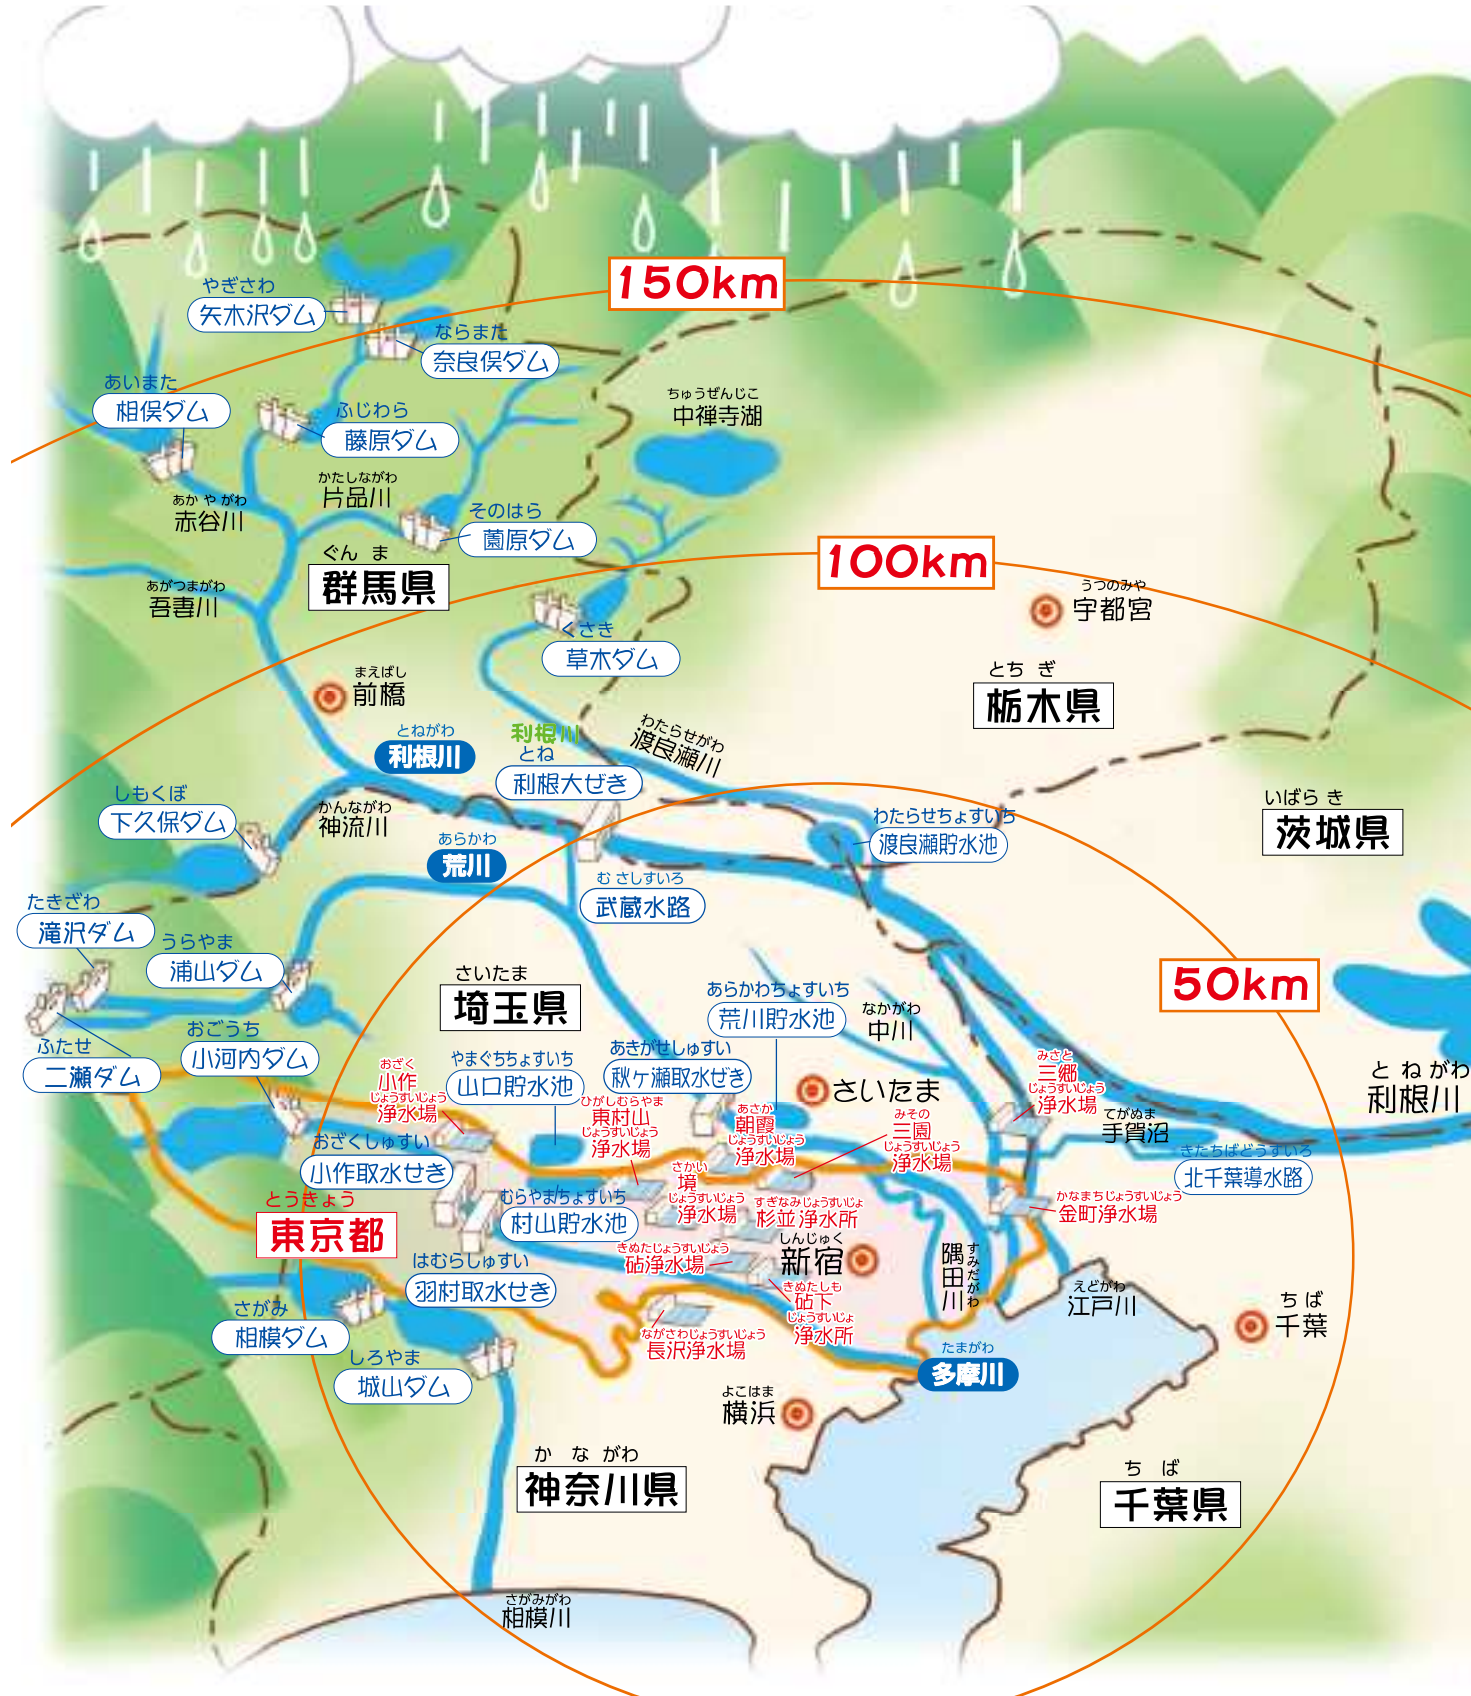 150km
やぎさわ
矢木沢ダム
ならまた
奈良俣ダム
あいまた
相俣ダム
ふじわら
藤原ダム
ちゅうぜんじこ
中禅寺湖
かたしながわ
片品川
あかやがわ
赤谷川
そのはら
薗原ダム
ぐんま
群馬県
100km
あがつまがわ
吾妻川
うつのみや
宇都宮
くさき
草木ダム
まえばし
前橋
とちぎ
栃木県
とねがわ
利根川
利根川
とね
利根大ぜき
わたらせがわ
渡良瀬川
しもくぼ
下久保ダム
かんながわ
神流川
いばらき
茨城県
わたらせちょすいち
渡良瀬貯水池
あらかわ
荒川
むさしすいろ
武蔵水路
たきざわ
滝沢ダム
うらやま
浦山ダム
さいたま
埼玉県
50km
あらかわちょすいち
荒川貯水池
なかがわ
中川
ふたせ
二瀬ダム
おごうち
小河内ダム
おざく
小作
じょうすいじょう
浄水場
やまぐちちょすいち
山口貯水池
あきがせしゅすい
秋ヶ瀬取水ぜき
さいたま
みさと
三郷
じょうすいじょう
浄水場
とねがわ
利根川
ひがしむらやま
東村山
じょうすいじょう
浄水場
あさか
朝霞
じょうすいじょう
浄水場
みその
三園
じょうすいじょう
浄水場
てがぬま
手賀沼
きたちばどうすいろ
北千葉導水路
おざくしゅすい
小作取水せき
さかい
境
じょうすいじょう
浄水場
とうきょう
東京都
むらやまちょすいち
村山貯水池
すぎなみじょうすいじょ
杉並浄水所
かなまちじょうすいじょう
金町浄水場
きぬたじょうすいじょう
砧浄水場
しんじゅく
新宿
すみだがわ
隅田川
はむらしゅすい
羽村取水せき
きぬたしも
砧下
じょうすいじょ
浄水所
えどがわ
江戸川
さがみ
相模ダム
ながさわじょうすいじょう
長沢浄水場
ちば
千葉
しろやま
城山ダム
たまがわ
多摩川
よこはま
横浜
かながわ
神奈川県
ちば
千葉県
さがみがわ
相模川